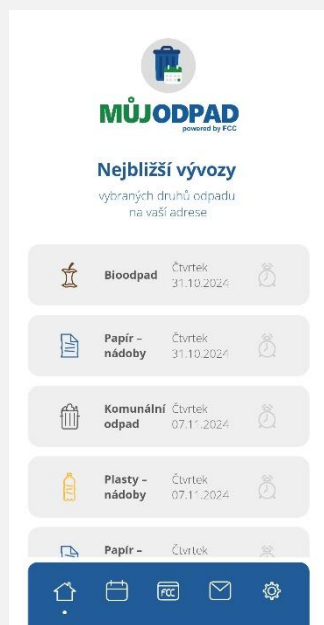 MŮJODPAD
powered by FCC
Nejbližší vývozy
vybraných druhů odpadu
na vaší adrese
Bioodpad
Čtvrtek
31.10.2024
Papír –
nádoby
Čtvrtek
31.10.2024
Komunální
odpad
Čtvrtek
07.11.2024
Plasty –
nádoby
Čtvrtek
07.11.2024
Papír –
Čtvrtek
FCC